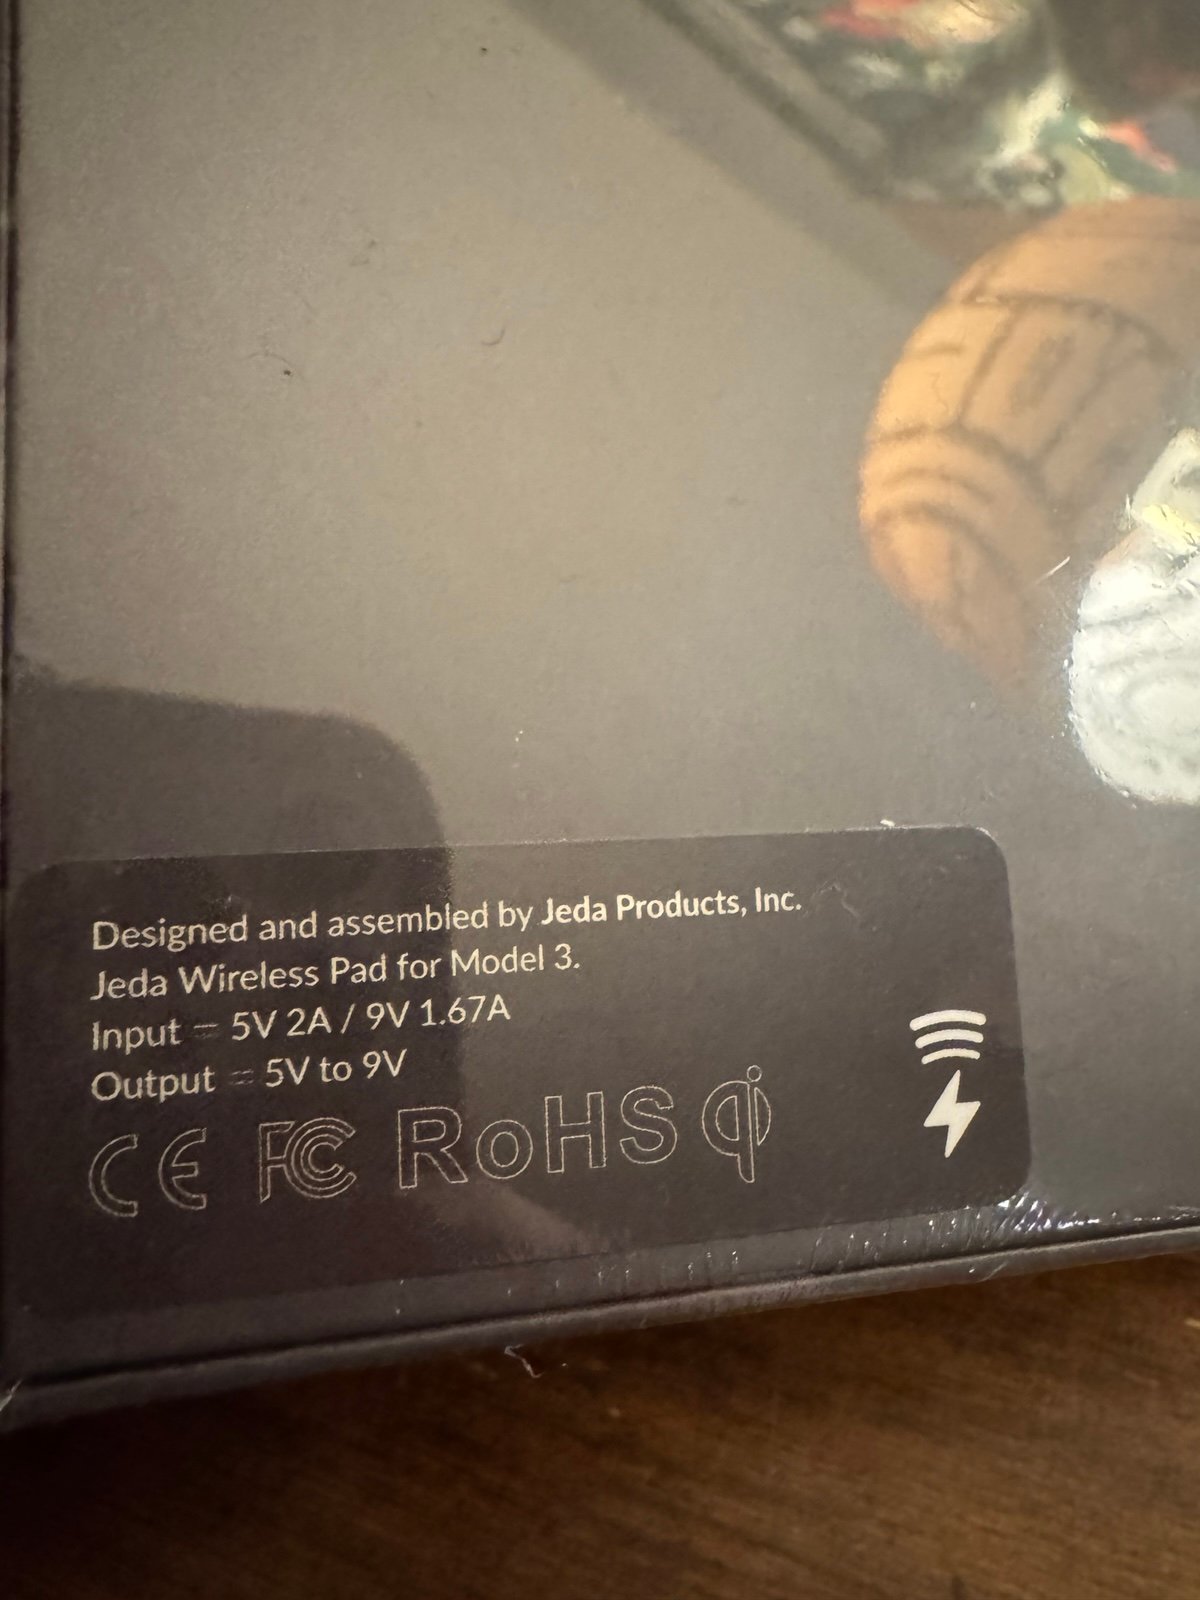 Designed and assembled by Jeda Products, Inc.
Jeda Wireless Pad for Model 3.
Input ⎓ 5V 2A / 9V 1.67A
Output ⎓ 5V to 9V
CE FC RoHS qi